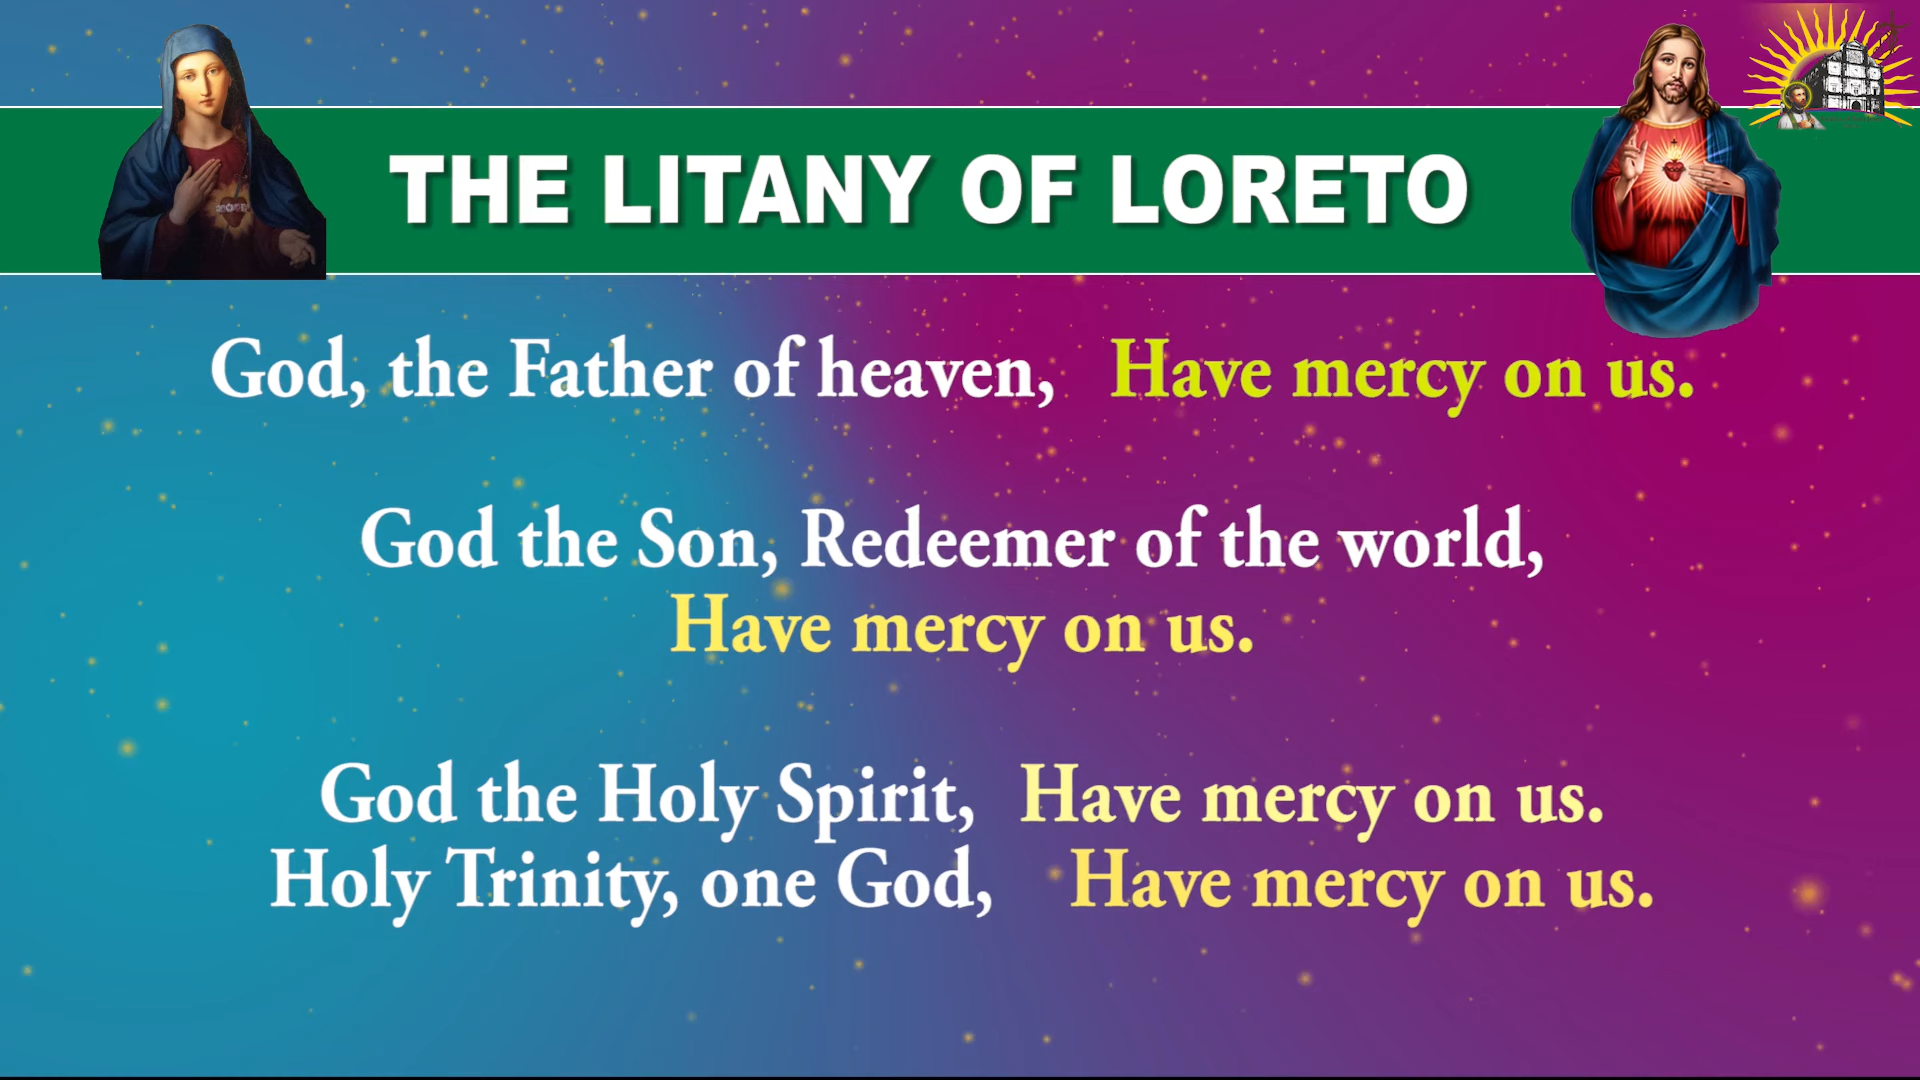 THE LITANY OF LORETO
God, the Father of heaven, Have mercy on us.
God the Son, Redeemer of the world,
Have mercy on us.
God the Holy Spirit, Have mercy on us.
Holy Trinity, one God, Have mercy on us.